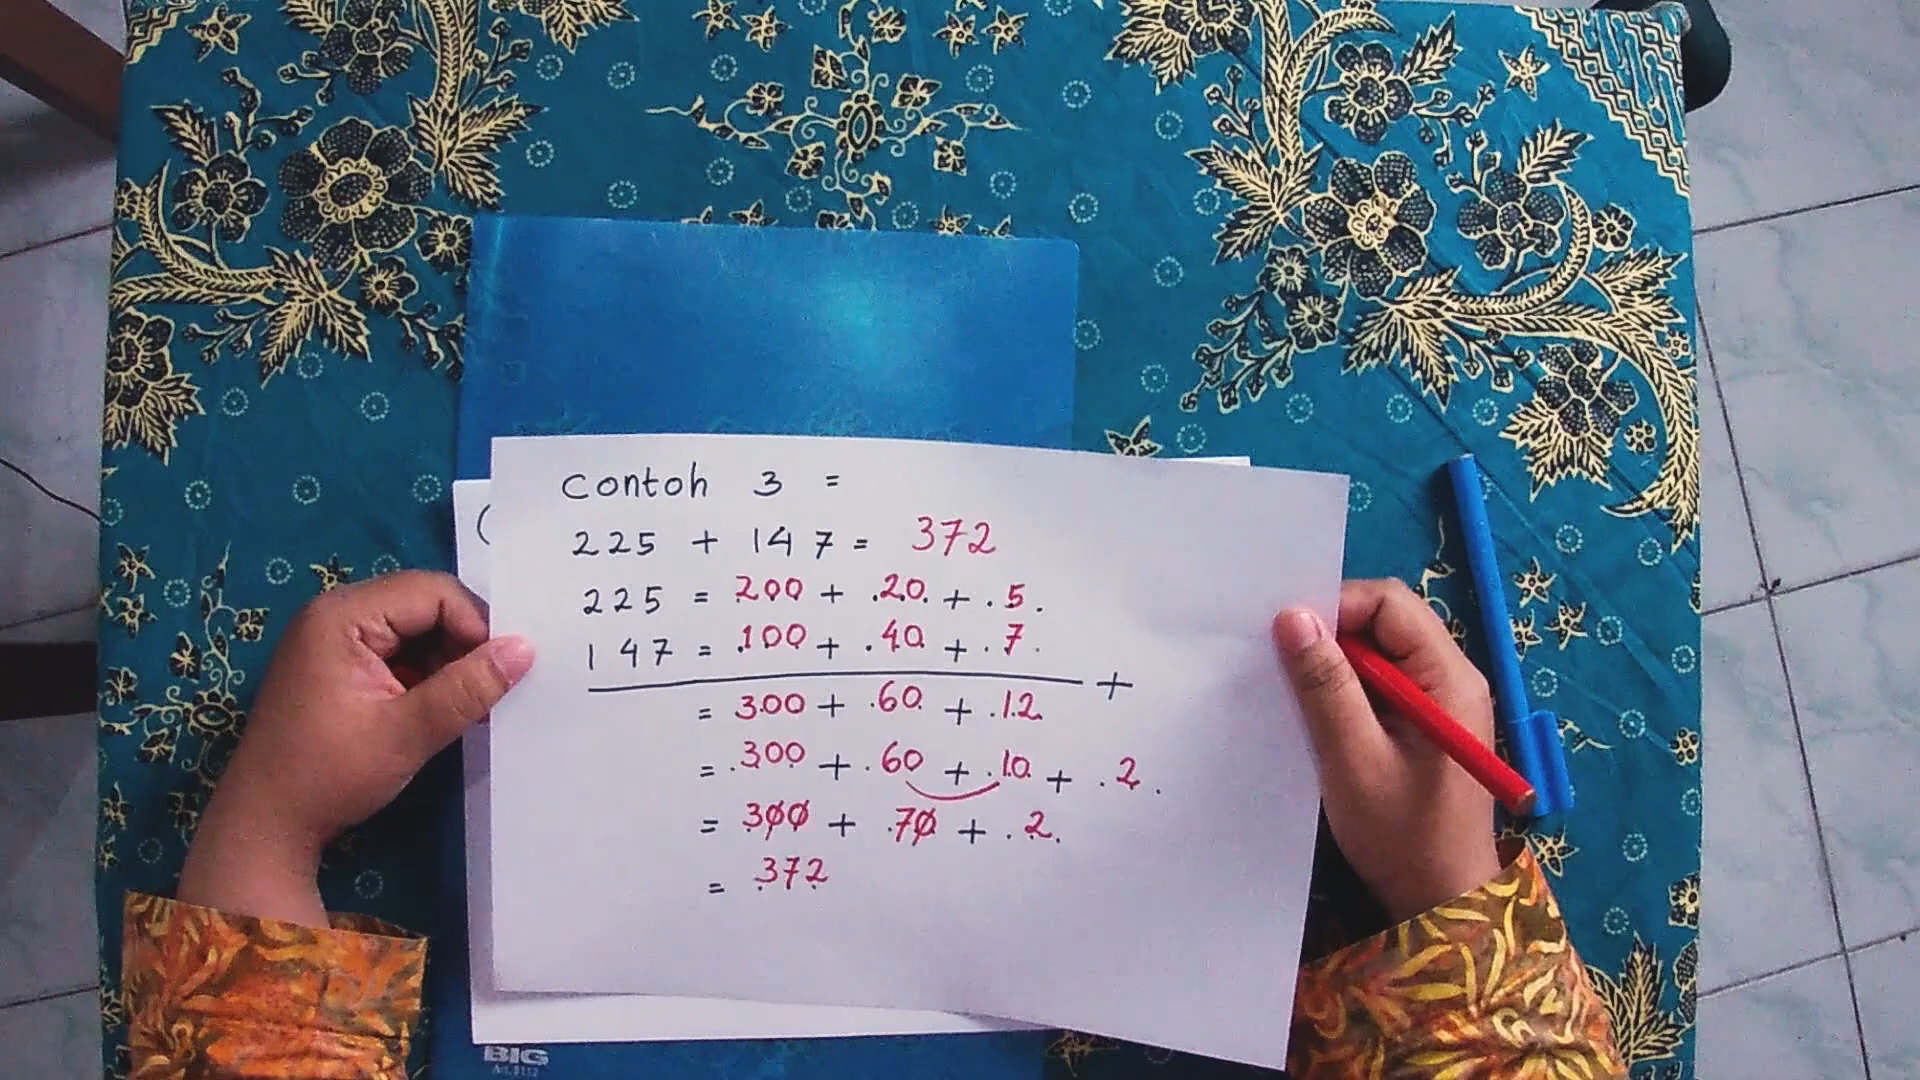 Contoh 3 =
225 + 147 = 372
225 = 200 + 20 + 5
147 = 100 + 40 + 7
+
= 300 + 60 + 12
= 300 + 60 + 10 + 2
= 300 + 70 + 2
= 372
BIG